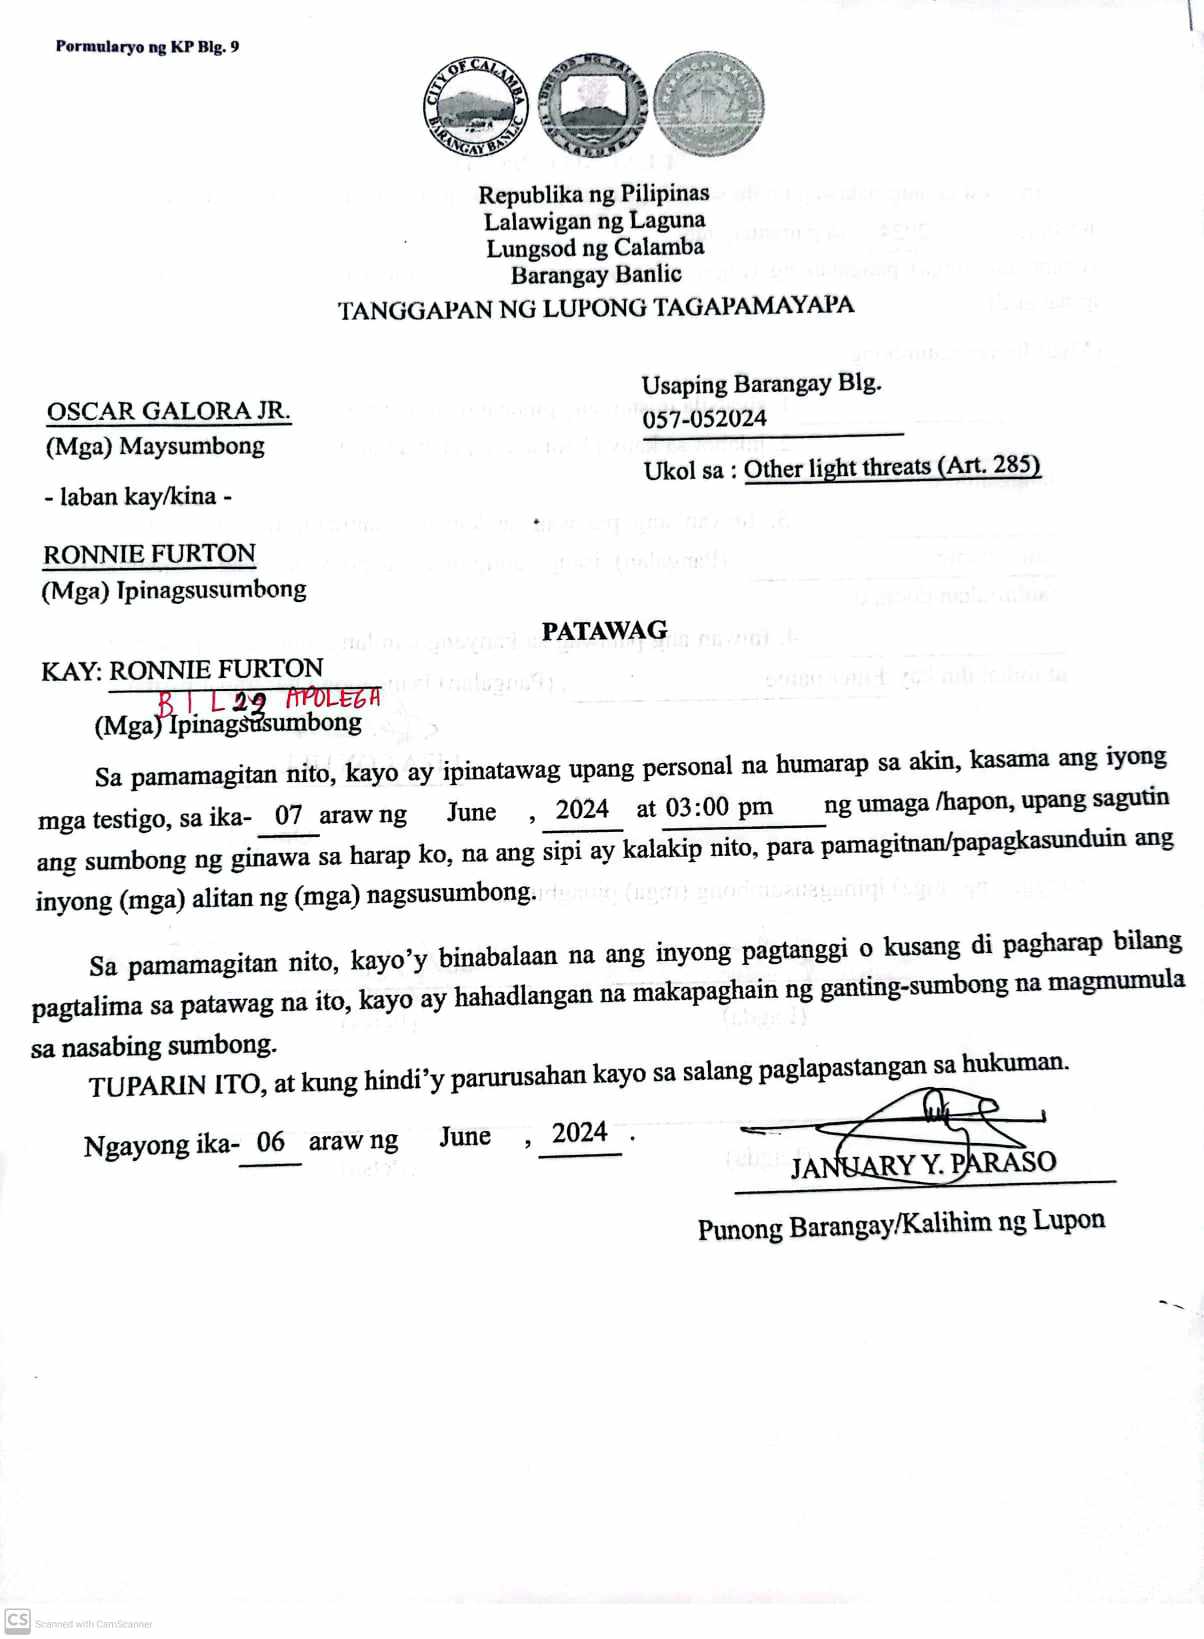 Pormularyo ng KP Blg. 9
CITY OF CALAMBA
BARANGAY BANLIC
Republika ng Pilipinas
Lalawigan ng Laguna
Lungsod ng Calamba
Barangay Banlic
TANGGAPAN NG LUPONG TAGAPAMAYAPA
OSCAR GALORA JR.
(Mga) Maysumbong
- laban kay/kina -
RONNIE FURTON
(Mga) Ipinagsusumbong
Usaping Barangay Blg.
057-052024
Ukol sa : Other light threats (Art. 285)
PATAWAG
KAY: RONNIE FURTON
BIL 29 APOLEGA
(Mga) Ipinagsusumbong
Sa pamamagitan nito, kayo ay ipinatawag upang personal na humarap sa akin, kasama ang iyong
mga testigo, sa ika- 07 araw ng June , 2024 at 03:00 pm ng umaga /hapon, upang sagutin
ang sumbong ng ginawa sa harap ko, na ang sipi ay kalakip nito, para pamagitnan/papagkasunduin ang
inyong (mga) alitan ng (mga) nagsusumbong.
Sa pamamagitan nito, kayo’y binabalaan na ang inyong pagtanggi o kusang di pagharap bilang
pagtalima sa patawag na ito, kayo ay hahadlangan na makapaghain ng ganting-sumbong na magmumula
sa nasabing sumbong.
TUPARIN ITO, at kung hindi’y parurusahan kayo sa salang paglapastangan sa hukuman.
Ngayong ika- 06 araw ng June , 2024 .
JANUARY Y. PARASO
Punong Barangay/Kalihim ng Lupon
CS Scanned with CamScanner